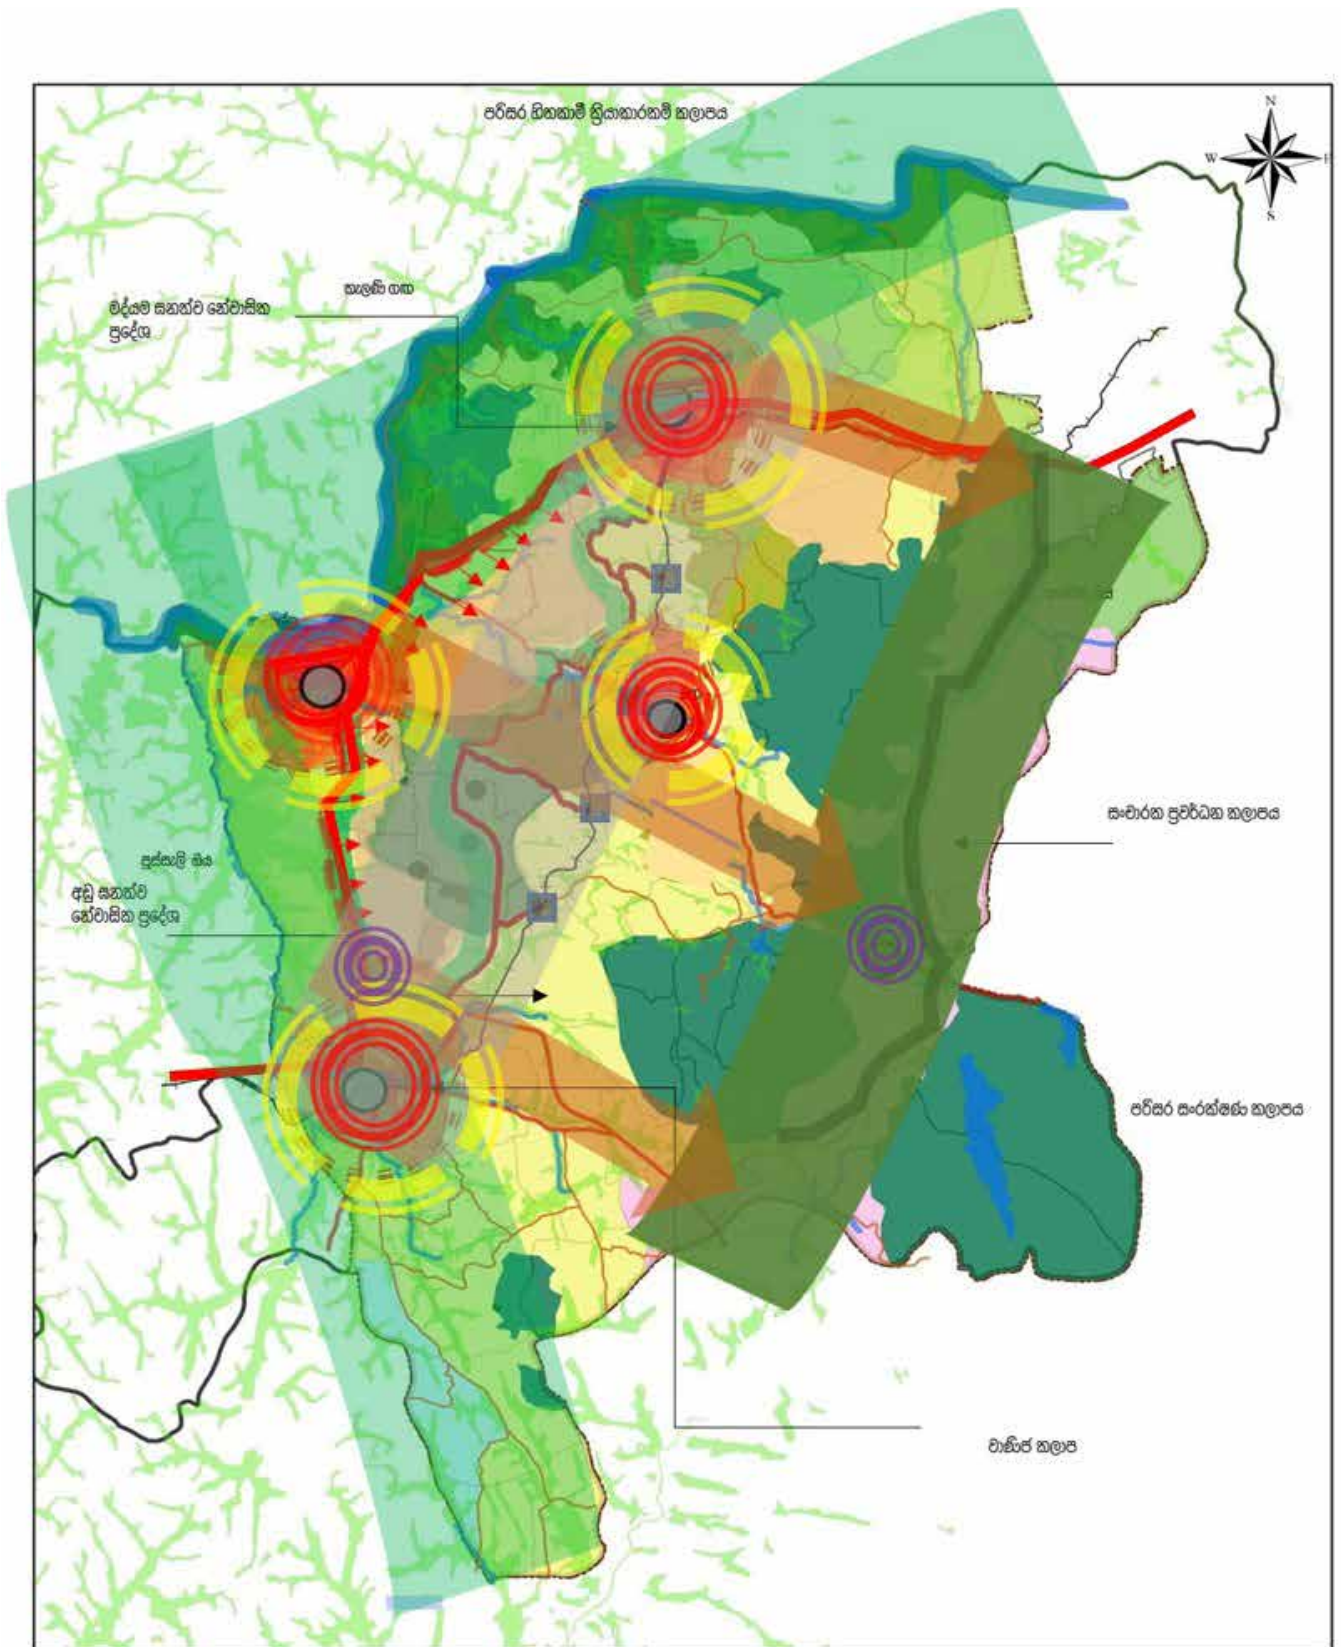 පරිසර හිතකාමී ක්‍රියාකාරකම් කලාපය
N
W
E
S
කැලණි ගඟ
මද්යම ඝනත්ව නේවාසික
ප්‍රදේශ
සංචාරක ප්‍රවර්ධන කලාපය
පුස්සැලි ඔය
අඩු ඝනත්ව
නේවාසික ප්‍රදේශ
පරිසර සංරක්ෂණ කලාපය
වාණිජ කලාප